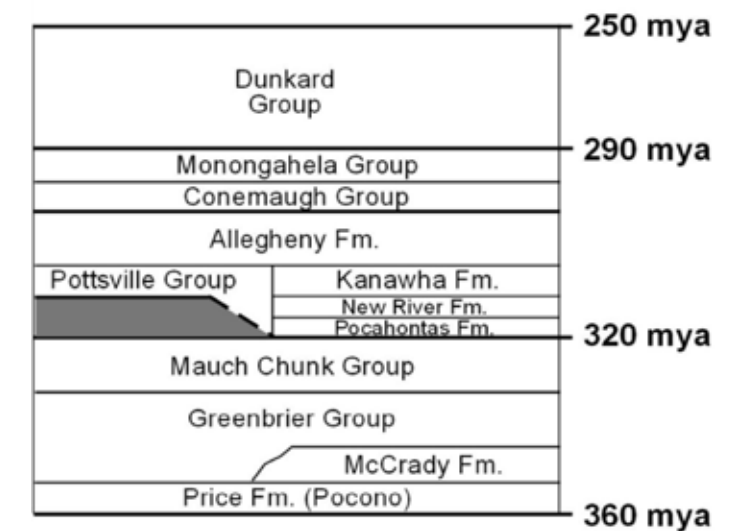 250 mya
Dunkard
Group
290 mya
Monongahela Group
Conemaugh Group
Allegheny Fm.
Pottsville Group
Kanawha Fm.
New River Fm.
Pocahontas Fm.
320 mya
Mauch Chunk Group
Greenbrier Group
McCrady Fm.
Price Fm. (Pocono)
360 mya